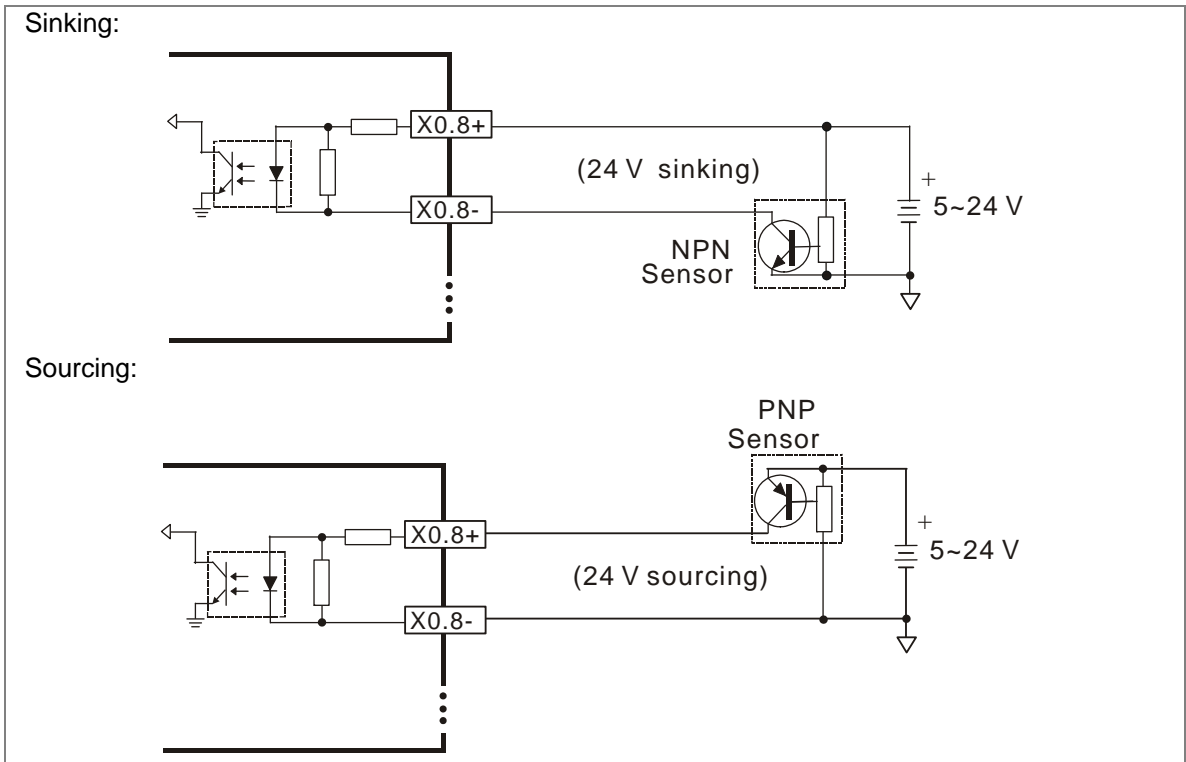 Sinking:
X0.8+
(24 V sinking)
+
5~24 V
X0.8-
NPN
Sensor
Sourcing:
PNP
Sensor
X0.8+
+
5~24 V
(24 V sourcing)
X0.8-